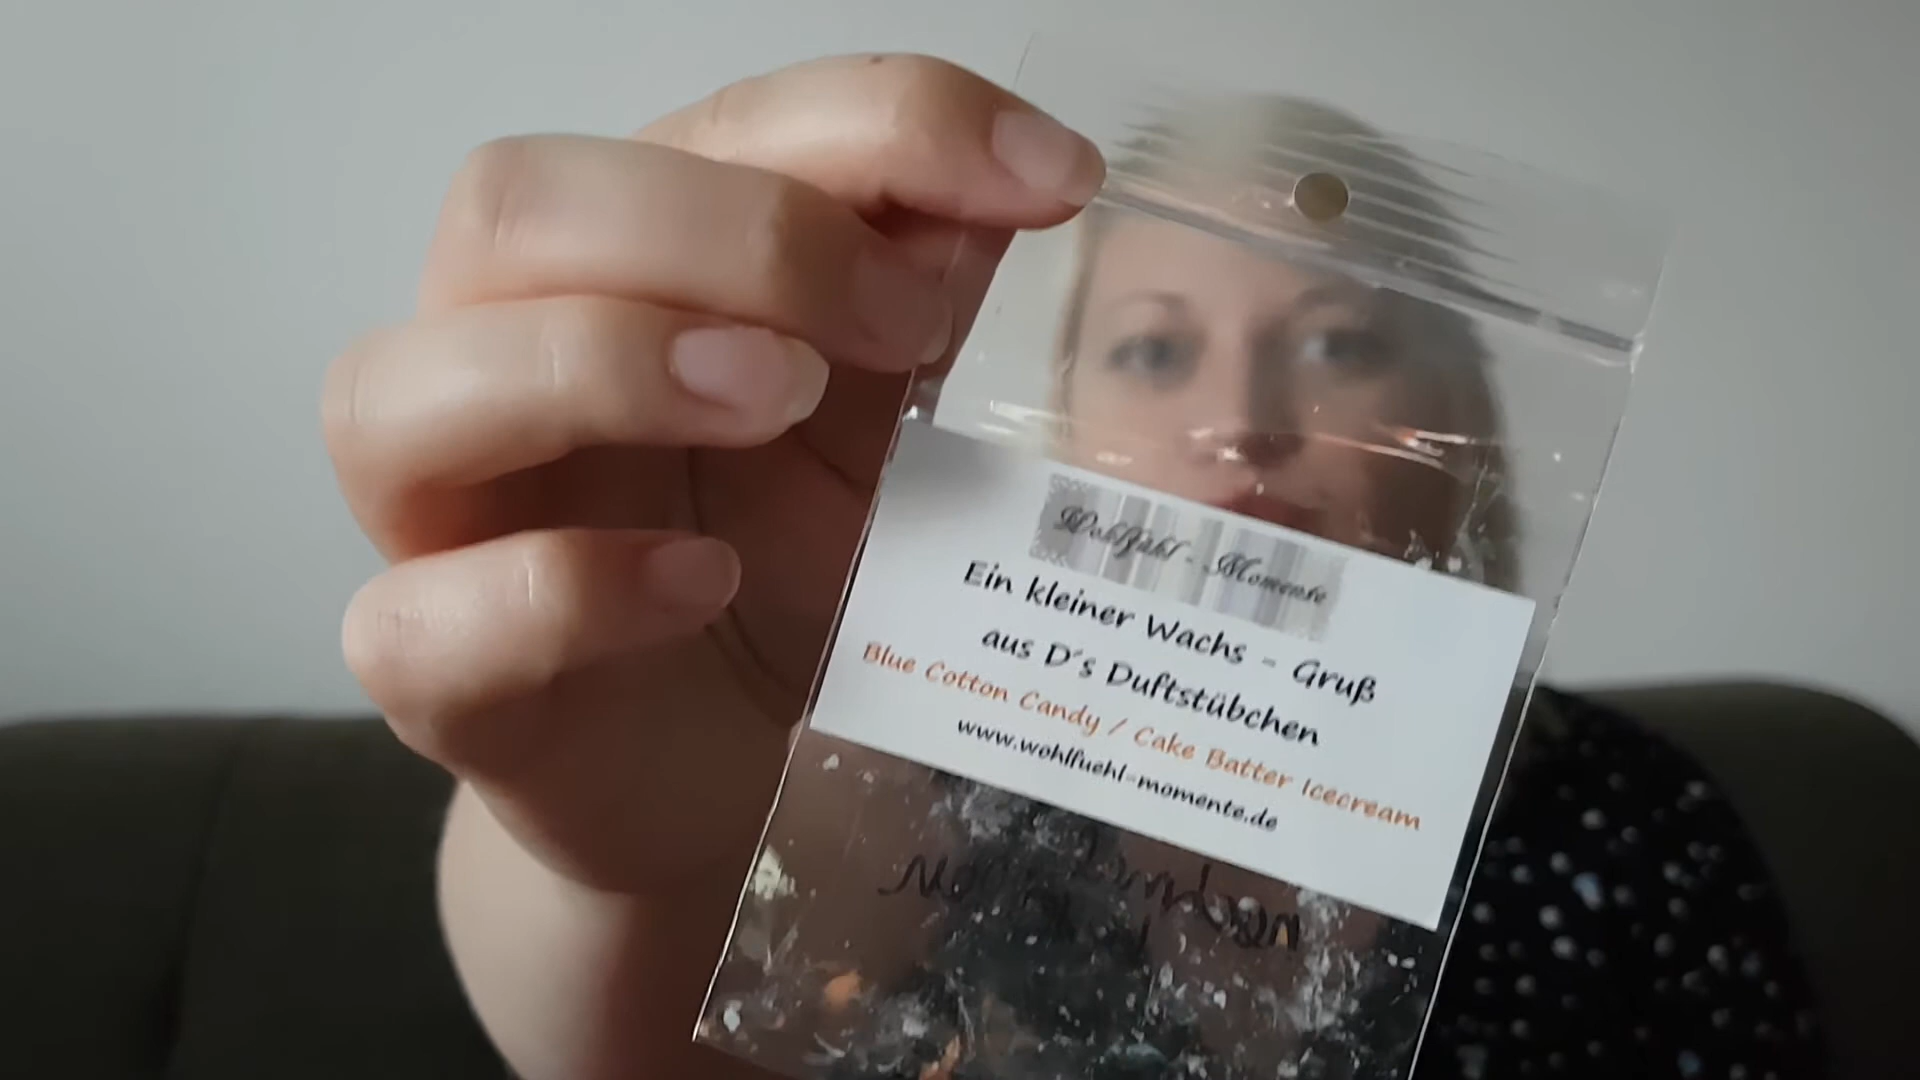 Wohlfühl - Momente
Ein kleiner Wachs - Gruß
aus D´s Duftstübchen
Blue Cotton Candy / Cake Batter Icecream
www.wohlfuehl-momente.de